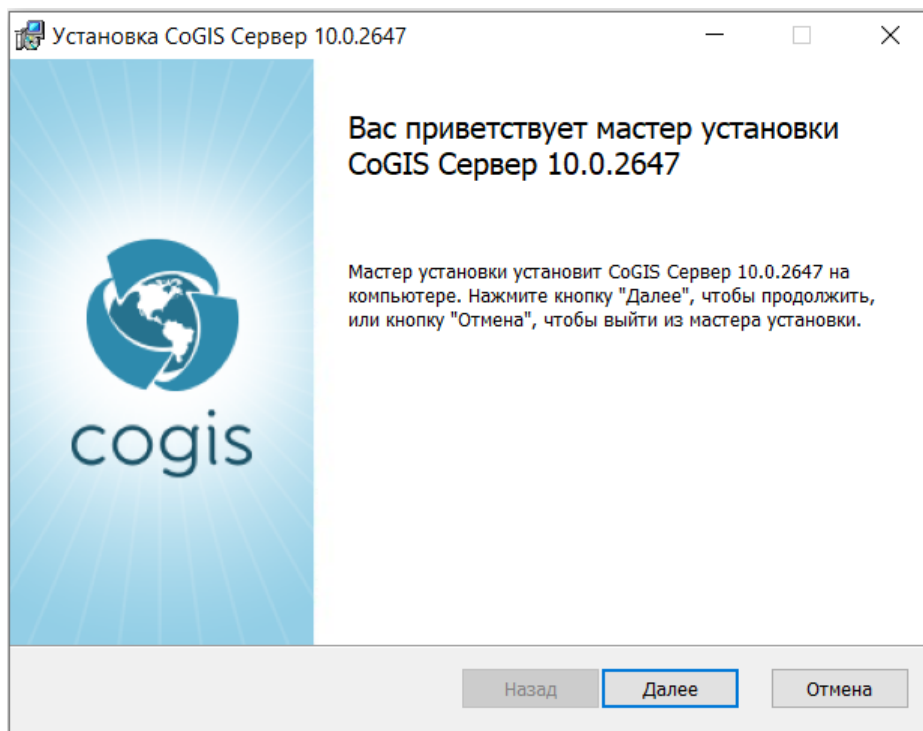 Установка CoGIS Сервер 10.0.2647
Вас приветствует мастер установки
CoGIS Сервер 10.0.2647
Мастер установки установит CoGIS Сервер 10.0.2647 на
компьютере. Нажмите кнопку "Далее", чтобы продолжить,
или кнопку "Отмена", чтобы выйти из мастера установки.
cogis
Назад
Далее
Отмена